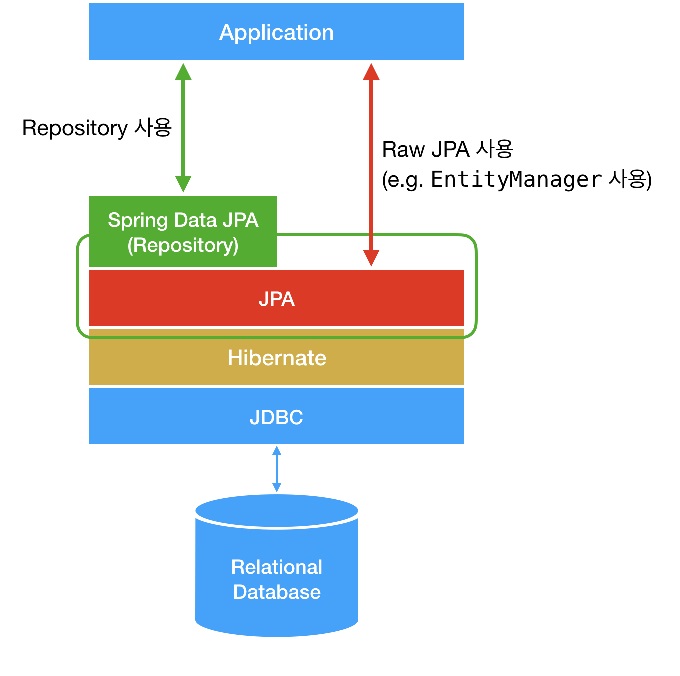 Application
Repository 사용
Raw JPA 사용
(e.g. EntityManager 사용)
Spring Data JPA
(Repository)
JPA
Hibernate
JDBC
Relational
Database